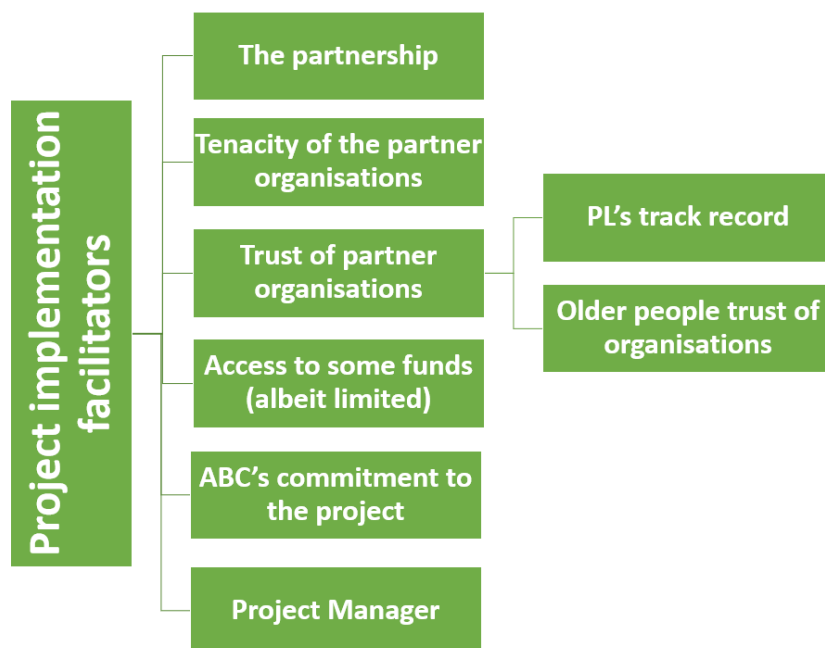 Project implementation
facilitators
The partnership
Tenacity of the partner
organisations
Trust of partner
organisations
PL's track record
Older people trust of
organisations
Access to some funds
(albeit limited)
ABC's commitment to
the project
Project Manager